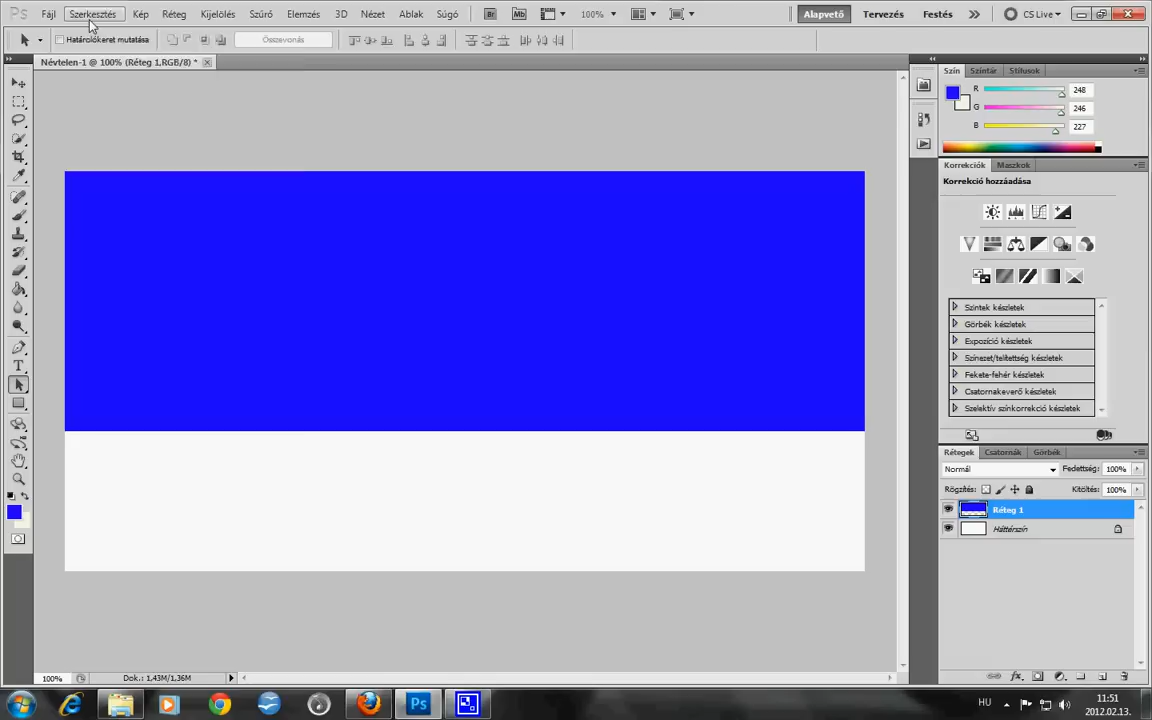 Ps Fájl Szerkesztés Kép Réteg Kijelölés Szűrő Elemzés 3D Nézet Ablak Súgó Br Mb 100% Alapvető Tervezés Festés CS Live
Határolókeret mutatása Összevonás
Névtelen-1 @ 100% (Réteg 1,RGB/8) *
Szín Színtár Stílusok
R 248
G 246
B 227
Korrekciók Maszkok
Korrekció hozzáadása
Szintek készletek
Görbék készletek
Expozíció készletek
Színezet/telítettség készletek
Fekete-fehér készletek
Csatornakeverő készletek
Szelektív színkorrekció készletek
Rétegek Csatornák Görbék
Normál Fedettség: 100%
Rögzítés: Kitöltés: 100%
Réteg 1
Háttérszín
100% Dok.: 1,43M/1,36M
Ps HU 11:51
2012.02.13.